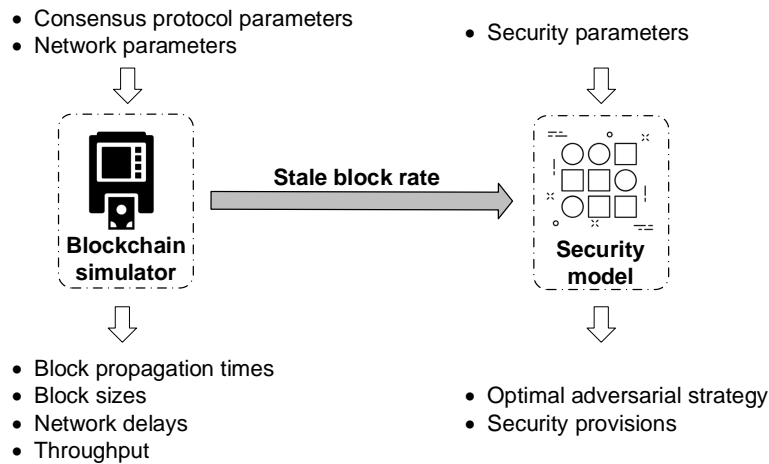 • Consensus protocol parameters
• Network parameters
• Security parameters
Stale block rate
Blockchain
simulator
Security
model
• Block propagation times
• Block sizes
• Network delays
• Throughput
• Optimal adversarial strategy
• Security provisions